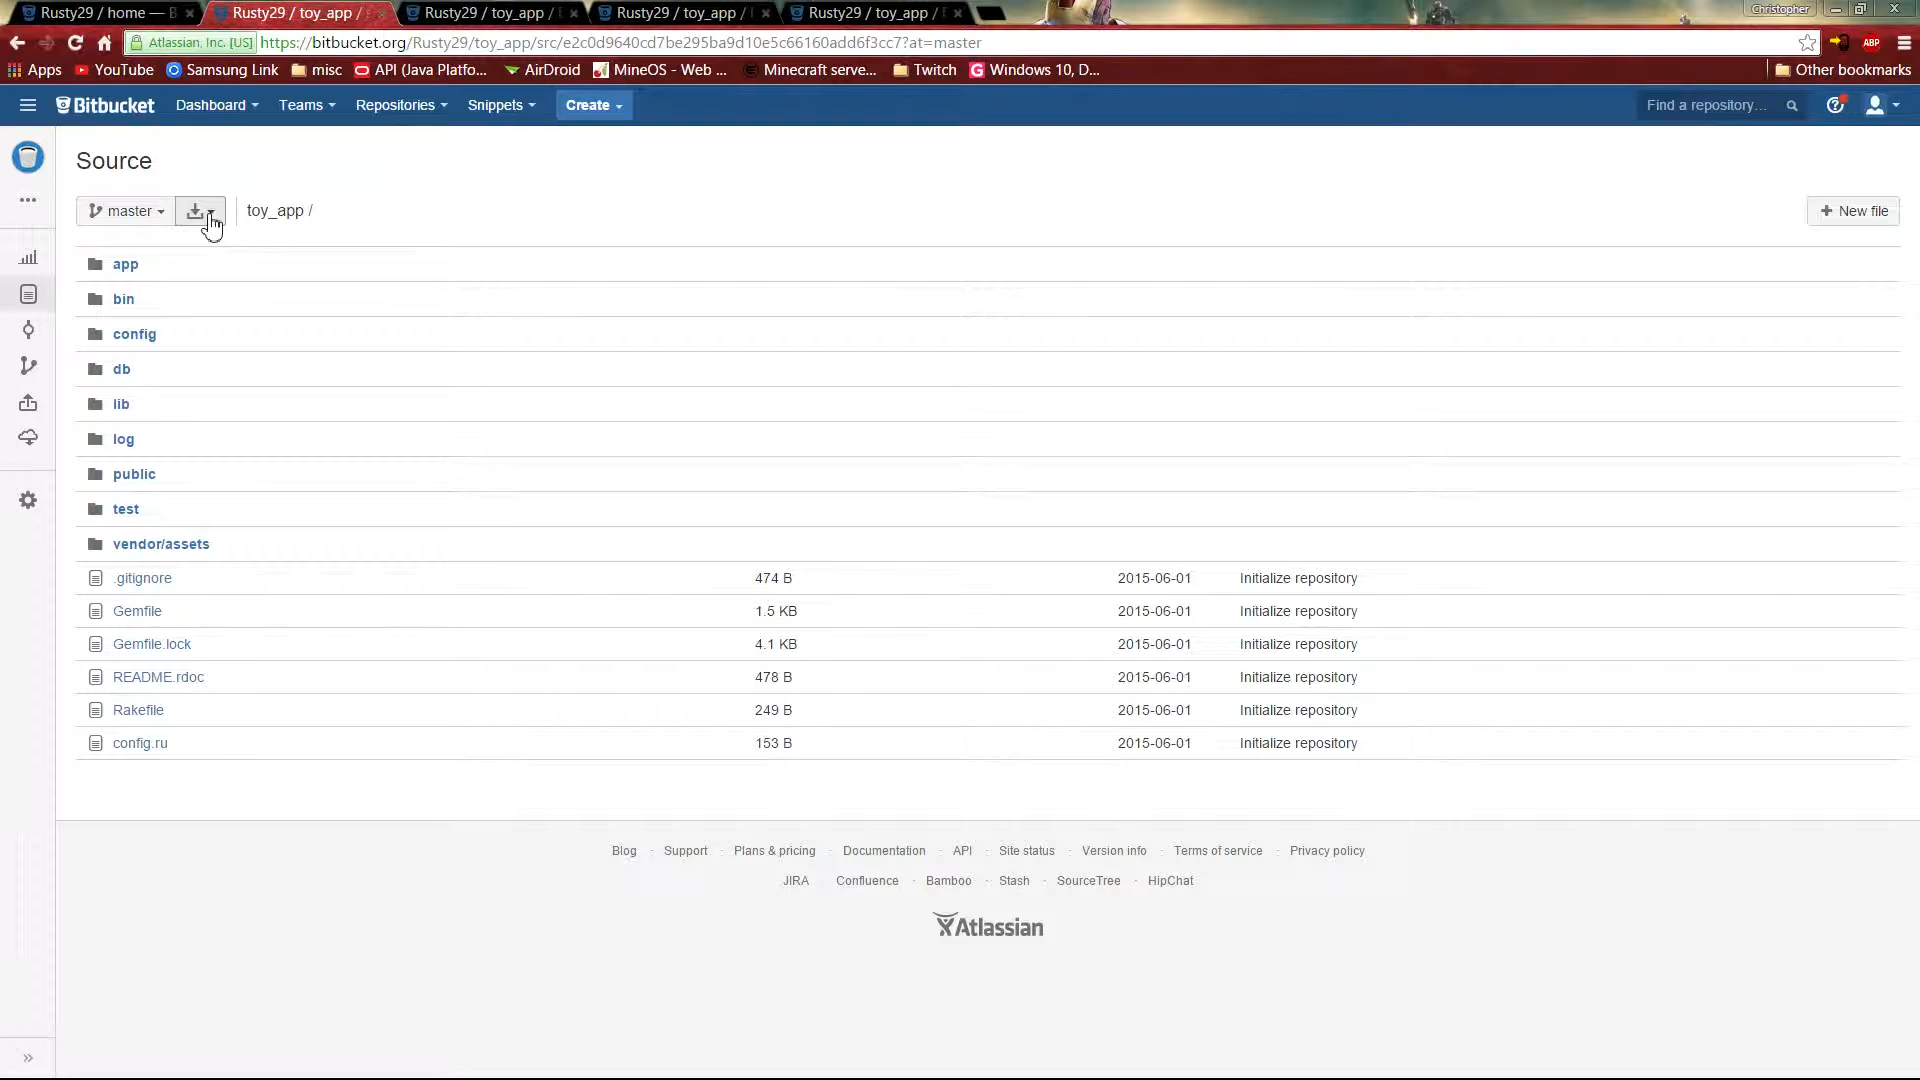 Rusty29 / home — B
Rusty29 / toy_app /
Rusty29 / toy_app /
Rusty29 / toy_app /
Rusty29 / toy_app /
Christopher
Atlassian, Inc. [US] https://bitbucket.org/Rusty29/toy_app/src/e2c0d9640cd7be295ba9d10e5c66160add6f3cc7?at=master
ABP
Apps YouTube Samsung Link misc API (Java Platfo... AirDroid MineOS - Web ... Minecraft serve... Twitch Windows 10, D... Other bookmarks
Bitbucket Dashboard Teams Repositories Snippets Create Find a repository...
Source
master toy_app / + New file
app
bin
config
db
lib
log
public
test
vendor/assets
.gitignore 474 B 2015-06-01 Initialize repository
Gemfile 1.5 KB 2015-06-01 Initialize repository
Gemfile.lock 4.1 KB 2015-06-01 Initialize repository
README.rdoc 478 B 2015-06-01 Initialize repository
Rakefile 249 B 2015-06-01 Initialize repository
config.ru 153 B 2015-06-01 Initialize repository
Blog · Support · Plans & pricing · Documentation · API · Site status · Version info · Terms of service · Privacy policy
JIRA Confluence · Bamboo · Stash · SourceTree · HipChat
Atlassian